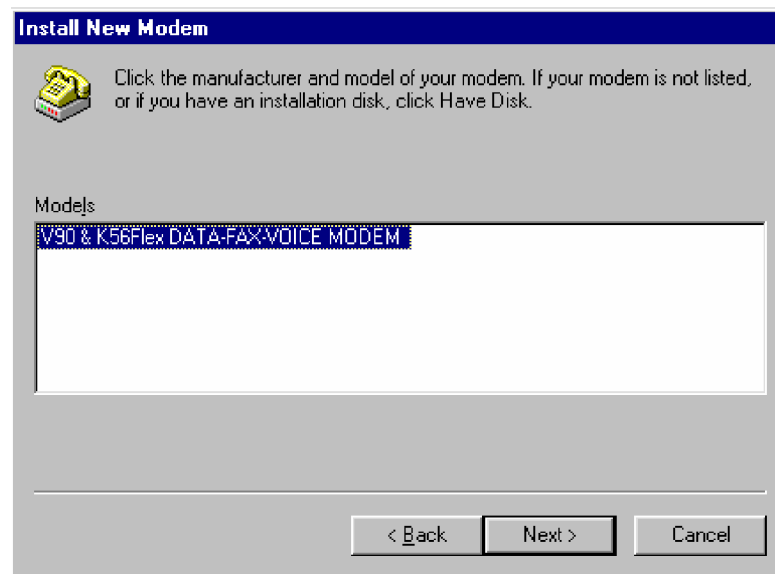 Install New Modem
Click the manufacturer and model of your modem. If your modem is not listed,
or if you have an installation disk, click Have Disk.
Models
V90 & K56Flex DATA-FAX-VOICE MODEM
< Back
Next >
Cancel